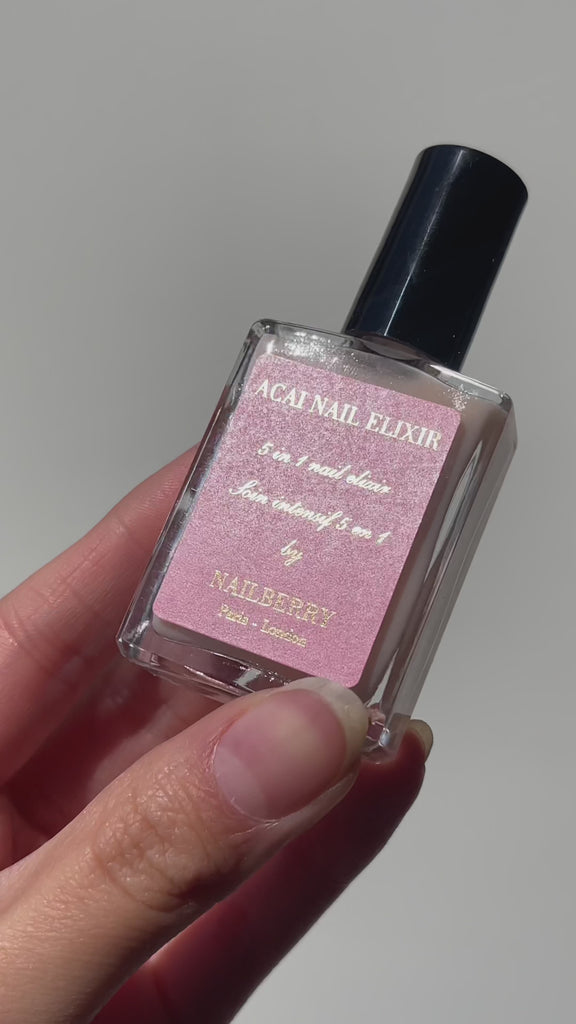 ACAI NAIL ELIXIR
5 in 1 nail elixir
Soin intensif 5 en 1
by
NAILBERRY
Paris - London